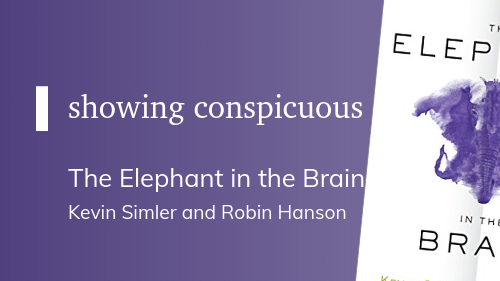 showing conspicuous
The Elephant in the Brain
Kevin Simler and Robin Hanson
ELEP
IN THE
BRA